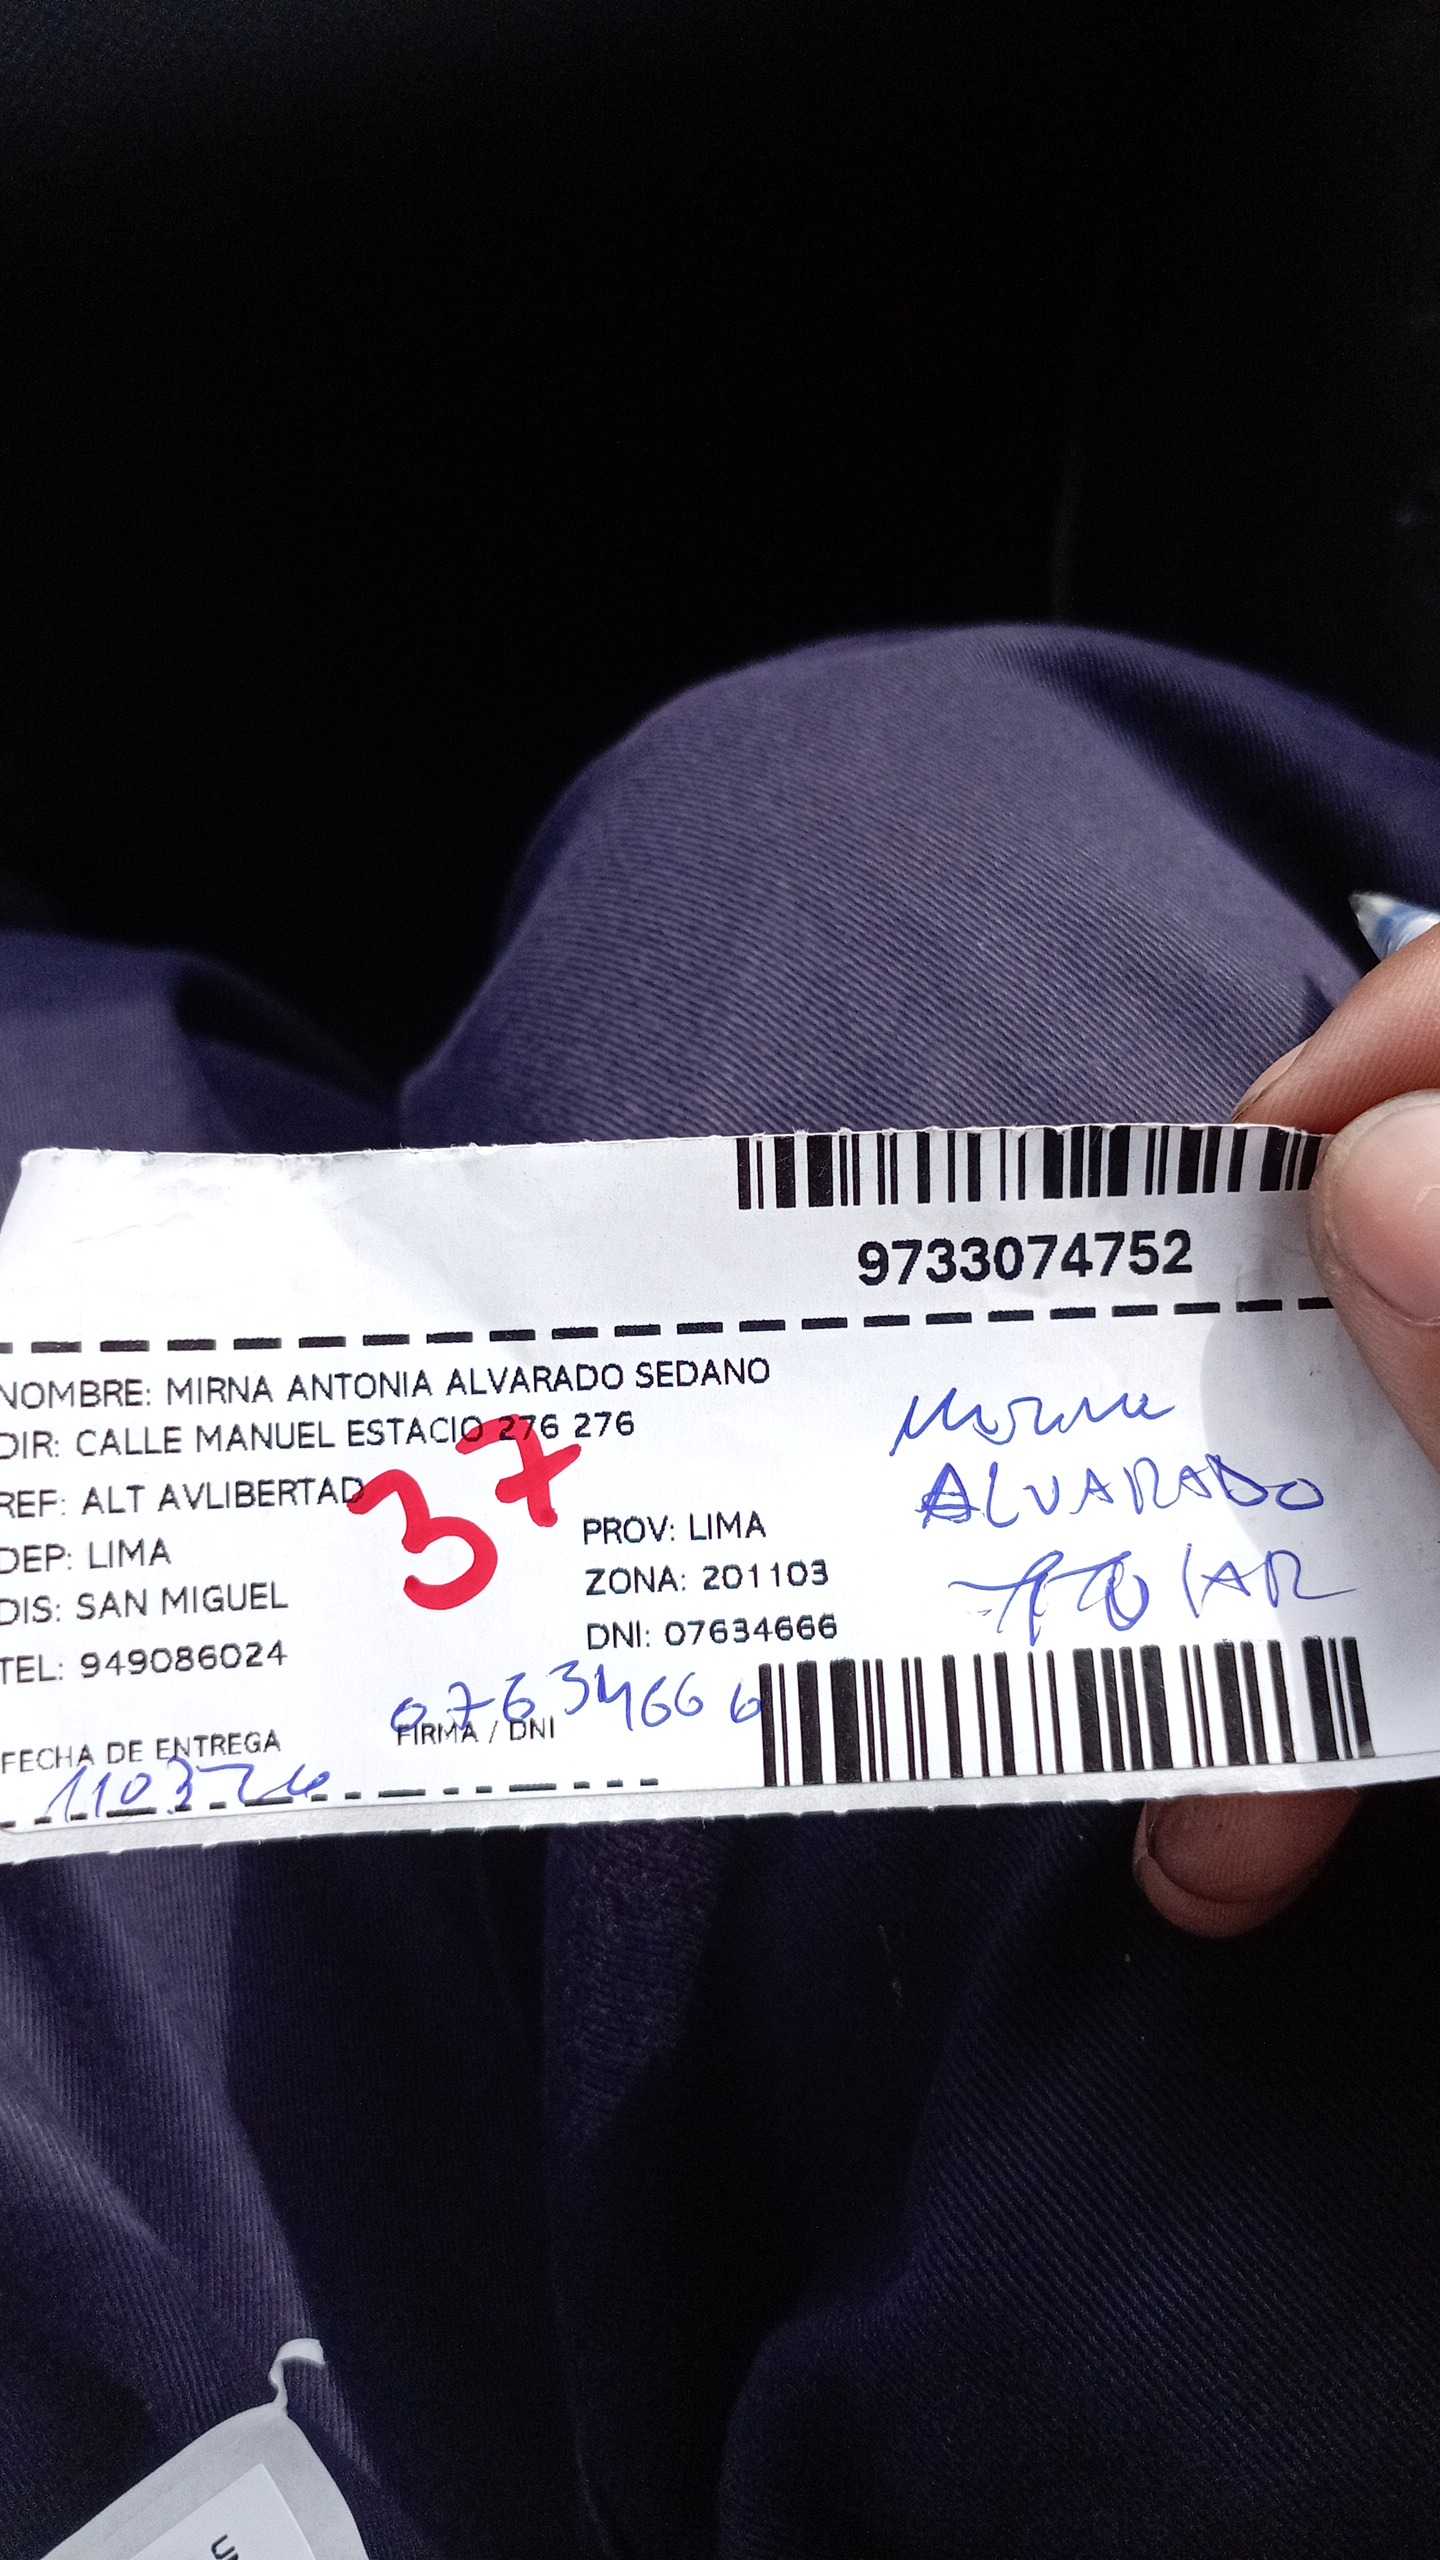 9733074752
NOMBRE: MIRNA ANTONIA ALVARADO SEDANO
DIR: CALLE MANUEL ESTACIO 276 276
REF: ALT AVLIBERTAD
37
DEP: LIMA
PROV: LIMA
DIS: SAN MIGUEL
ZONA: 201103
TEL: 949086024
DNI: 07634666
ALVARADO
07634666
FECHA DE ENTREGA
FIRMA / DNI